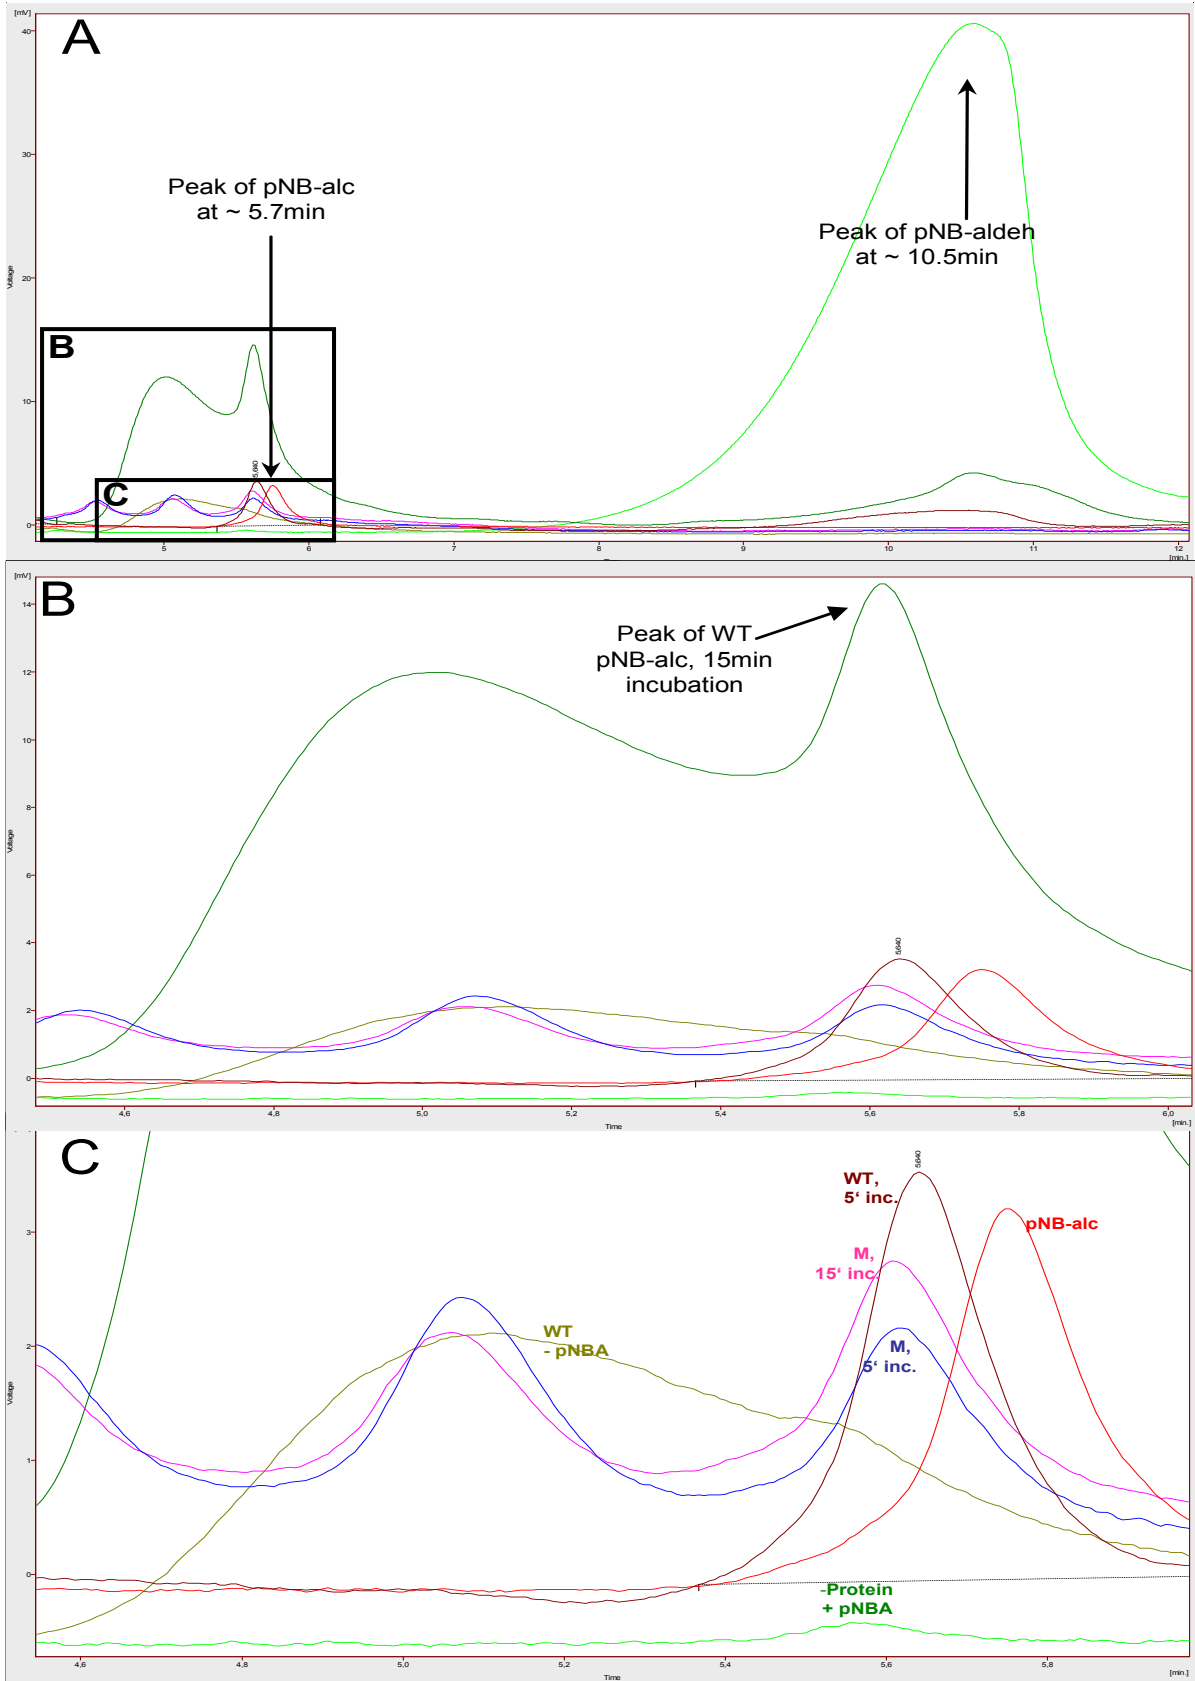 [mV]
A
40
30
20
10
0
Voltage
Peak of pNB-alc
at ~ 5.7min
Peak of pNB-aldeh
at ~ 10.5min
B
C
5,640
5
6
7
8
9
10
11
12
[min.]
[mV]
B
14
12
10
8
6
4
2
0
Voltage
Peak of WT
pNB-alc, 15min
incubation
5,640
4,6
4,8
5,0
5,2
5,4
5,6
5,8
6,0
Time
[min.]
C
3
2
1
0
Voltage
5,640
WT,
5‘ inc.
pNB-alc
M,
15‘ inc.
WT
- pNBA
M,
5‘ inc.
-Protein
+ pNBA
4,6
4,8
5,0
5,2
5,4
5,6
5,8
Time
[min.]